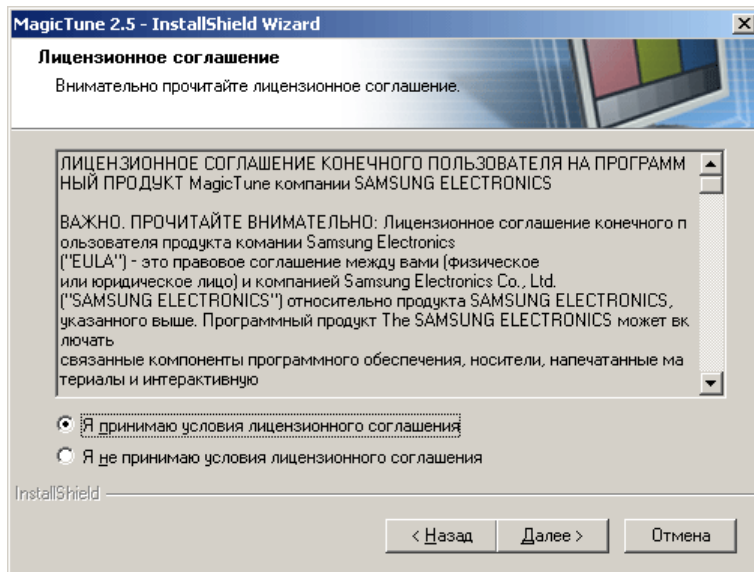 MagicTune 2.5 - InstallShield Wizard
Лицензионное соглашение
Внимательно прочитайте лицензионное соглашение.
ЛИЦЕНЗИОННОЕ СОГЛАШЕНИЕ КОНЕЧНОГО ПОЛЬЗОВАТЕЛЯ НА ПРОГРАММ
НЫЙ ПРОДУКТ MagicTune компании SAMSUNG ELECTRONICS
ВАЖНО. ПРОЧИТАЙТЕ ВНИМАТЕЛЬНО: Лицензионное соглашение конечного п
ользователя продукта комании Samsung Electronics
("EULA") - это правовое соглашение между вами (физическое
или юридическое лицо) и компанией Samsung Electronics Co., Ltd.
("SAMSUNG ELECTRONICS") относительно продукта SAMSUNG ELECTRONICS,
указанного выше. Программный продукт The SAMSUNG ELECTRONICS может вк
лючать
связанные компоненты программного обеспечения, носители, напечатанные ма
териалы и интерактивную
Я принимаю условия лицензионного соглашения
Я не принимаю условия лицензионного соглашения
InstallShield
< Назад
Далее >
Отмена